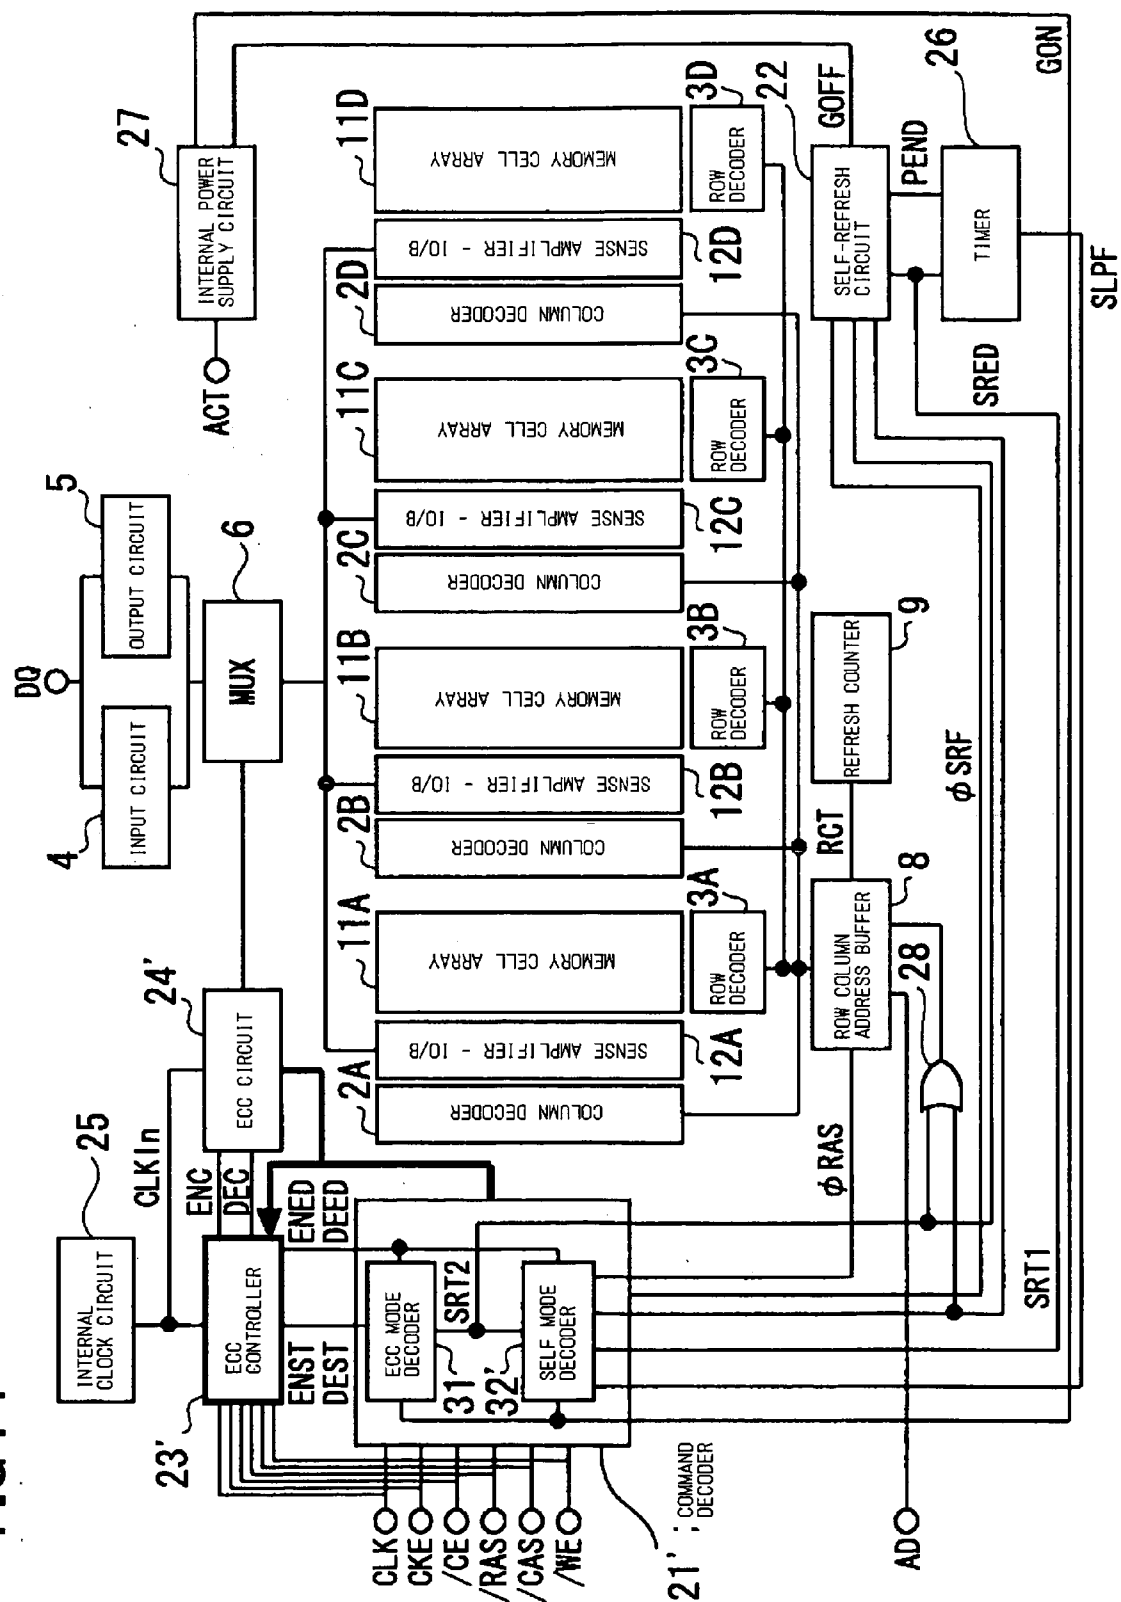 27
INTERNAL POWER
SUPPLY CIRCUIT
ACT
GON
GOFF
26
TIMER
PEND
22
SELF-REFRESH
CIRCUIT
SRED
SLPF
5
OUTPUT CIRCUIT
DQ
4
INPUT CIRCUIT
6
MUX
11D
MEMORY CELL ARRAY
3D
ROW
DECODER
SENSE AMPLIFIER - IO/B
12D
2D
COLUMN DECODER
11C
MEMORY CELL ARRAY
3C
ROW
DECODER
SENSE AMPLIFIER - IO/B
12C
2C
COLUMN DECODER
11B
MEMORY CELL ARRAY
3B
ROW
DECODER
SENSE AMPLIFIER - IO/B
12B
2B
COLUMN DECODER
11A
MEMORY CELL ARRAY
3A
ROW
DECODER
SENSE AMPLIFIER - IO/B
12A
2A
COLUMN DECODER
9
REFRESH COUNTER
RCT
8
ROW COLUMN
ADDRESS BUFFER
28
φSRF
φRAS
SRT1
24'
ECC CIRCUIT
25
INTERNAL
CLOCK CIRCUIT
CLKIn
ENC
DEC
ENED
DEED
23'
ECC
CONTROLLER
ENST
DEST
ECC MODE
DECODER
31
SRT2
SELF MODE
DECODER
32'
CLK
CKE
/CE
/RAS
/CAS
/WE
21' ; COMMAND
DECODER
AD